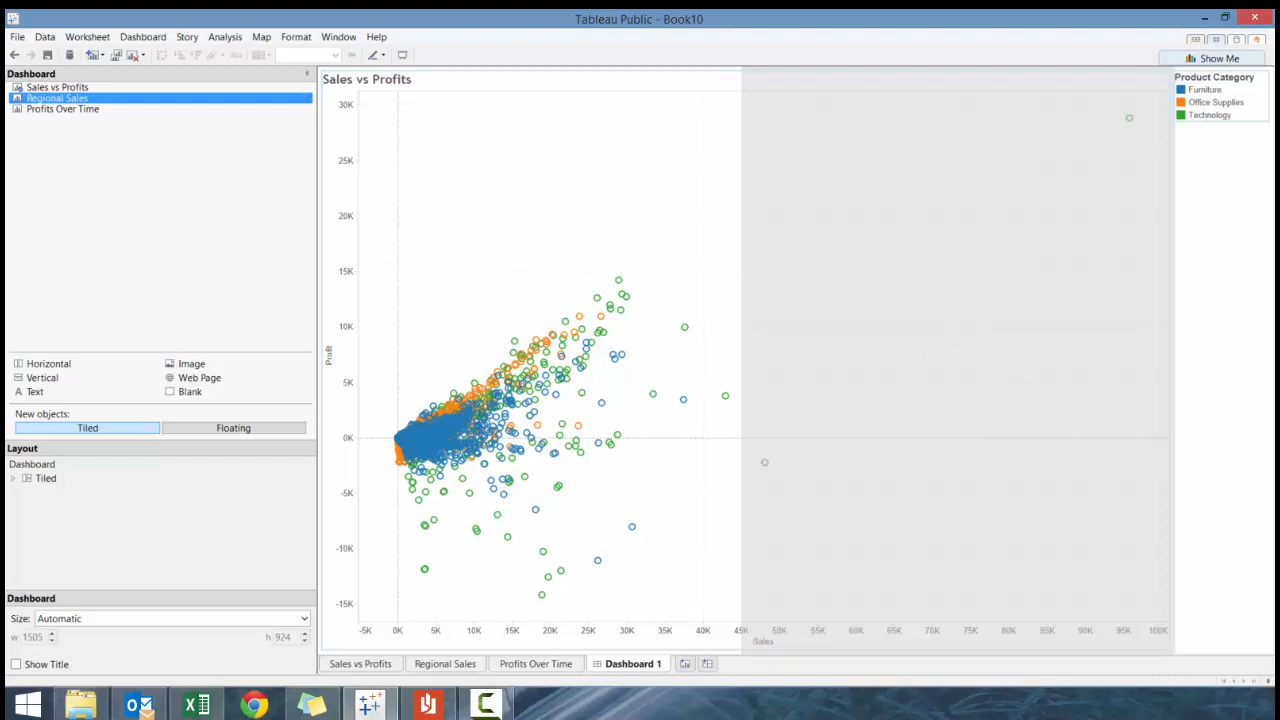 Tableau Public - Book10
File Data Worksheet Dashboard Story Analysis Map Format Window Help
Show Me
Dashboard
Sales vs Profits
Regional Sales
Profits Over Time
Horizontal Image
Vertical Web Page
A Text Blank
New objects:
Tiled Floating
Layout
Dashboard
Tiled
Dashboard
Size: Automatic
w 1505 h 924
Show Title
Sales vs Profits
30K
25K
20K
15K
10K
5K
0K
-5K
-10K
-15K
Profit
-5K 0K 5K 10K 15K 20K 25K 30K 35K 40K 45K 50K 55K 60K 65K 70K 75K 80K 85K 90K 95K 100K
Sales
Product Category
Furniture
Office Supplies
Technology
Sales vs Profits Regional Sales Profits Over Time Dashboard 1